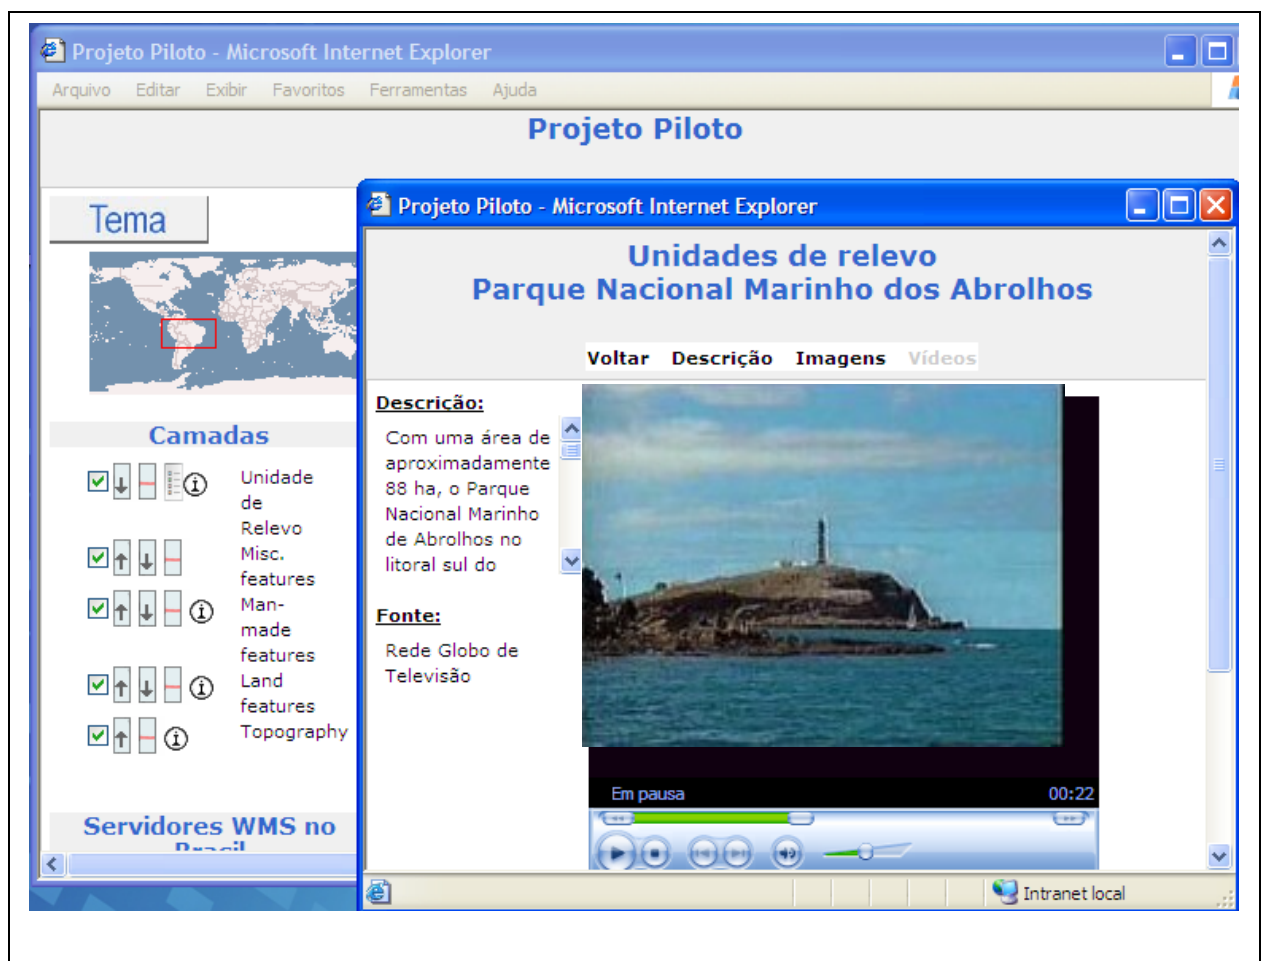 Projeto Piloto - Microsoft Internet Explorer
Arquivo Editar Exibir Favoritos Ferramentas Ajuda
Projeto Piloto
Tema
Camadas
Unidade
de
Relevo
Misc.
features
Man-
made
features
Land
features
Topography
Servidores WMS no
Brasil
Projeto Piloto - Microsoft Internet Explorer
Unidades de relevo
Parque Nacional Marinho dos Abrolhos
Voltar Descrição Imagens Vídeos
Descrição:
Com uma área de
aproximadamente
88 ha, o Parque
Nacional Marinho
de Abrolhos no
litoral sul do
Fonte:
Rede Globo de
Televisão
Em pausa 00:22
Intranet local